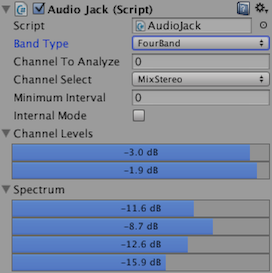 Audio Jack (Script)
Script AudioJack
Band Type FourBand
Channel To Analyze 0
Channel Select MixStereo
Minimum Interval 0
Internal Mode
Channel Levels
-3.0 dB
-1.9 dB
Spectrum
-11.6 dB
-8.7 dB
-12.6 dB
-15.9 dB